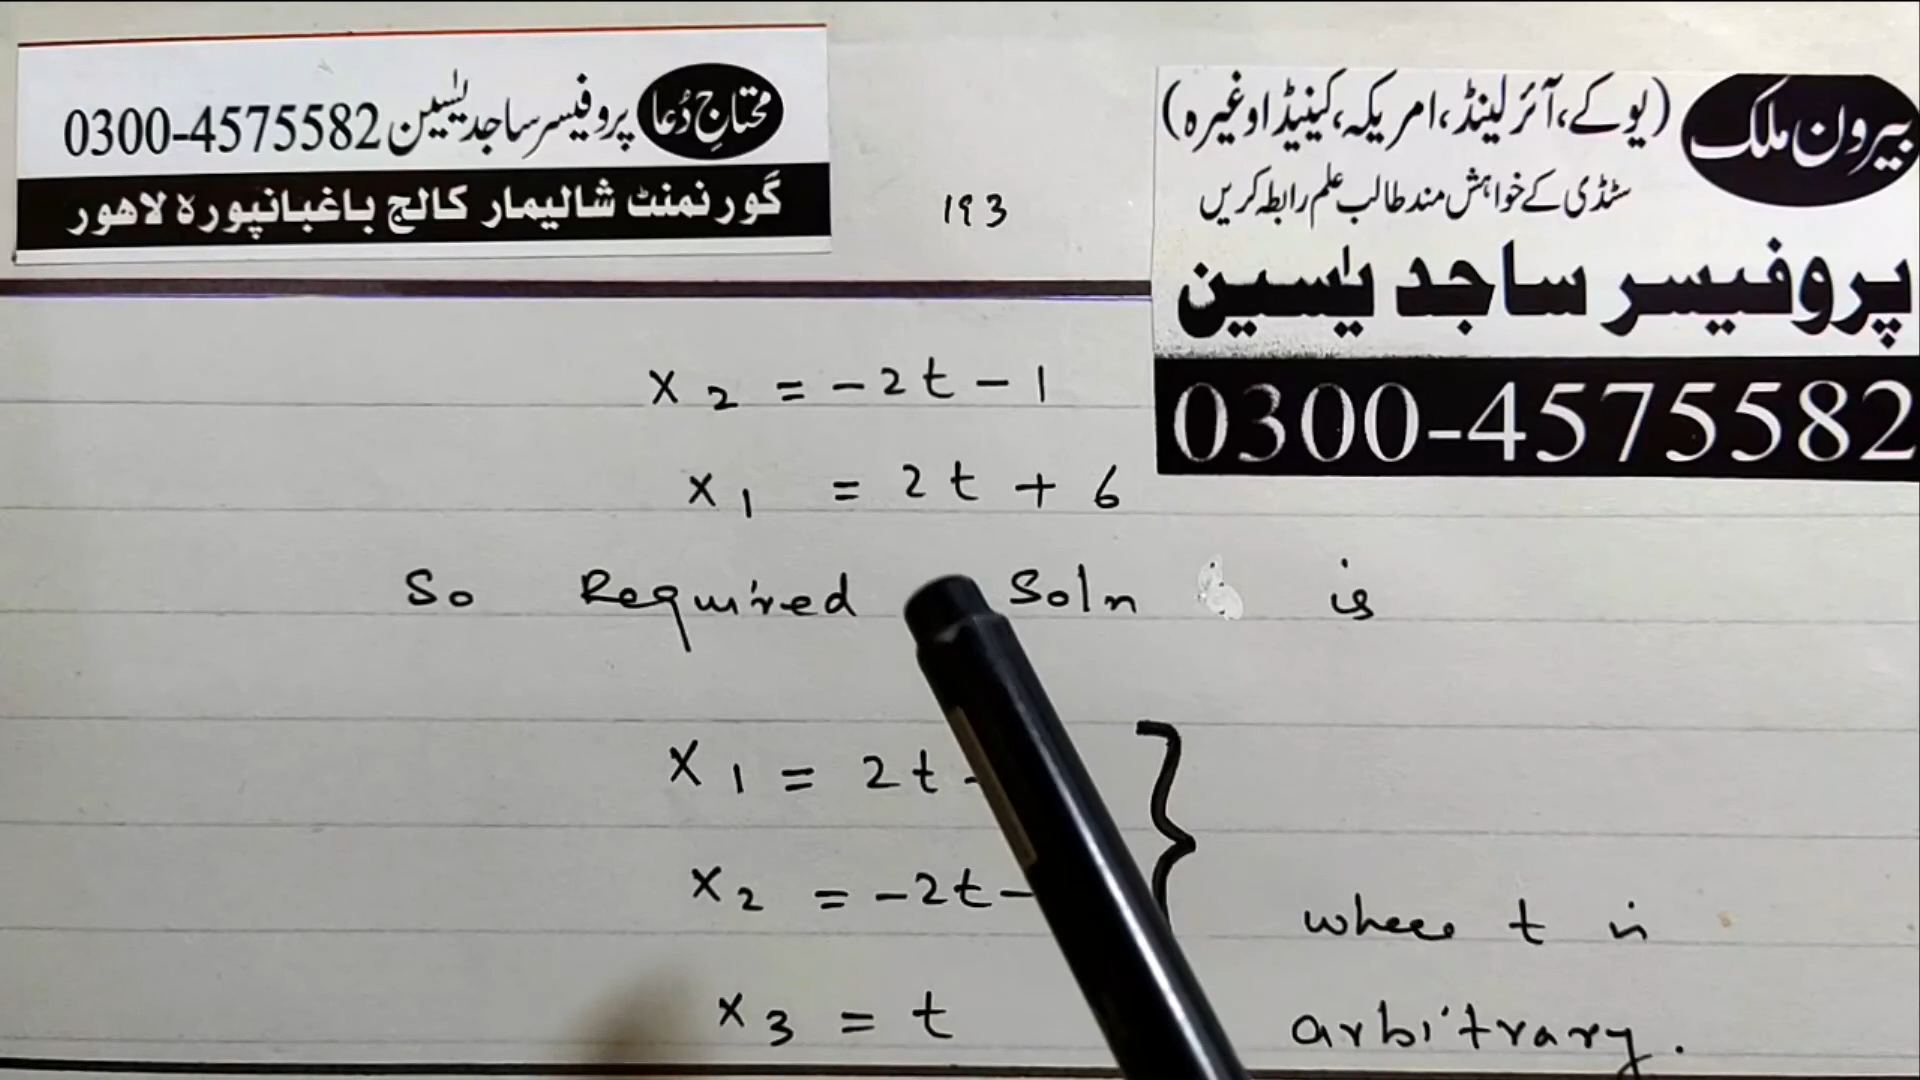 محتاجِ دُعا پروفیسر ساجد یٰسین 0300-4575582
گورنمنٹ شالیمار کالج باغبانپورہ لاھور
193
بیرون ملک (یوکے، آئرلینڈ، امریکہ، کینیڈا وغیرہ)
سٹڈی کے خواہش مند طالب علم رابطہ کریں
پروفیسر ساجد یٰسین
0300-4575582
x2 = -2t - 1
x1 = 2t + 6
So Required Soln is
x1 = 2t
x2 = -2t -
x3 = t
where t is
arbitrary.